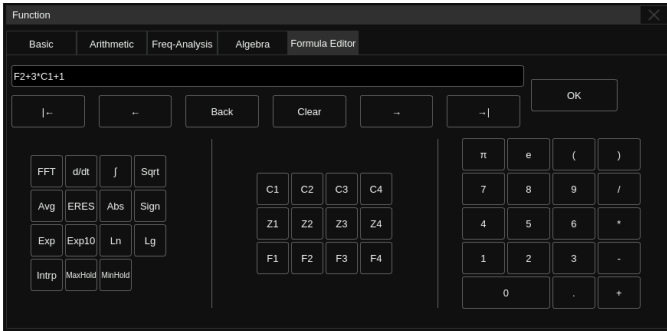 Function
Basic Arithmetic Freq-Analysis Algebra Formula Editor
F2+3*C1+1
OK
|← ← Back Clear → →|
π e ( )
FFT d/dt ∫ Sqrt
C1 C2 C3 C4
7 8 9 /
Avg ERES Abs Sign
Z1 Z2 Z3 Z4
4 5 6 *
Exp Exp10 Ln Lg
F1 F2 F3 F4
1 2 3 -
Intrp MaxHold MinHold
0 . +